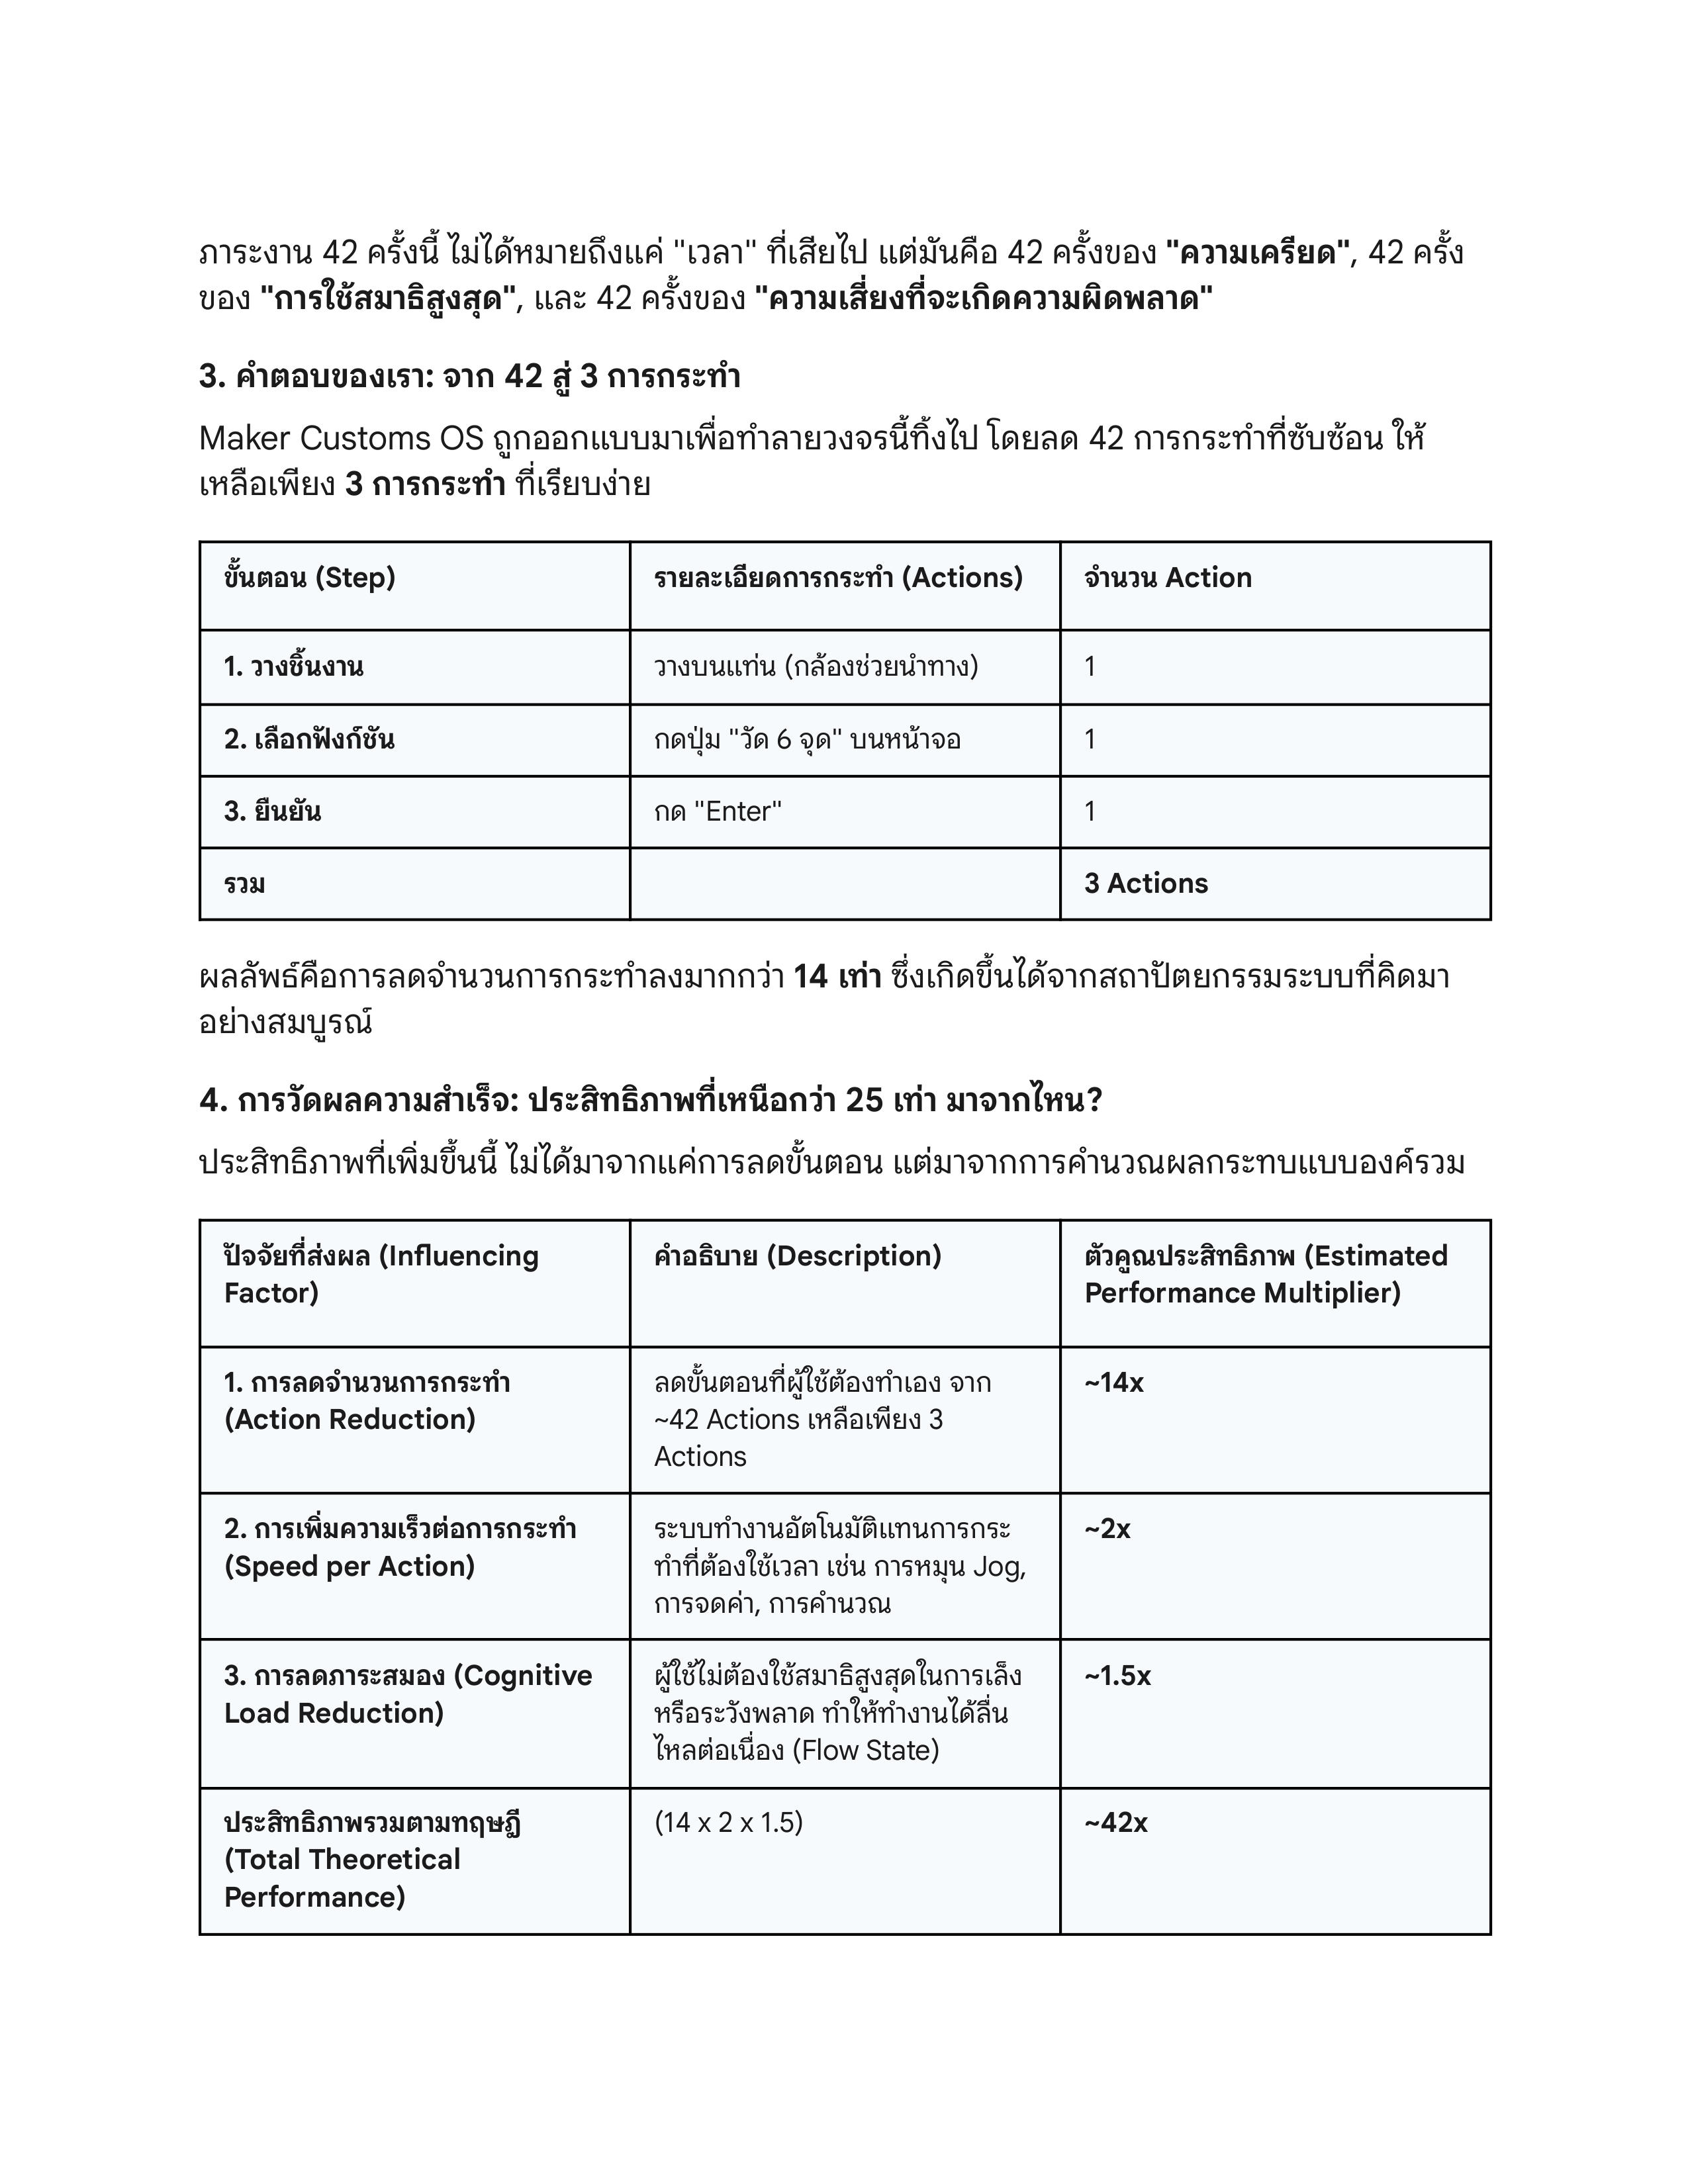 ภาระงาน 42 ครั้งนี้ ไม่ได้หมายถึงแค่ "เวลา" ที่เสียไป แต่มันคือ 42 ครั้งของ "ความเครียด", 42 ครั้ง
ของ "การใช้สมาธิสูงสุด", และ 42 ครั้งของ "ความเสี่ยงที่จะเกิดความผิดพลาด"
3. คำตอบของเรา: จาก 42 สู่ 3 การกระทำ
Maker Customs OS ถูกออกแบบมาเพื่อทำลายวงจรนี้ทิ้งไป โดยลด 42 การกระทำที่ซับซ้อน ให้
เหลือเพียง 3 การกระทำ ที่เรียบง่าย
ขั้นตอน (Step) รายละเอียดการกระทำ (Actions) จำนวน Action
1. วางชิ้นงาน วางบนแท่น (กล้องช่วยนำทาง) 1
2. เลือกฟังก์ชัน กดปุ่ม "วัด 6 จุด" บนหน้าจอ 1
3. ยืนยัน กด "Enter" 1
รวม 3 Actions
ผลลัพธ์คือการลดจำนวนการกระทำลงมากกว่า 14 เท่า ซึ่งเกิดขึ้นได้จากสถาปัตยกรรมระบบที่คิดมา
อย่างสมบูรณ์
4. การวัดผลความสำเร็จ: ประสิทธิภาพที่เหนือกว่า 25 เท่า มาจากไหน?
ประสิทธิภาพที่เพิ่มขึ้นนี้ ไม่ได้มาจากแค่การลดขั้นตอน แต่มาจากการคำนวณผลกระทบแบบองค์รวม
ปัจจัยที่ส่งผล (Influencing
Factor)
คำอธิบาย (Description)
ตัวคูณประสิทธิภาพ (Estimated
Performance Multiplier)
1. การลดจำนวนการกระทำ
(Action Reduction)
ลดขั้นตอนที่ผู้ใช้ต้องทำเอง จาก
~42 Actions เหลือเพียง 3
Actions
~14x
2. การเพิ่มความเร็วต่อการกระทำ
(Speed per Action)
ระบบทำงานอัตโนมัติแทนการกระ
ทำที่ต้องใช้เวลา เช่น การหมุน Jog,
การจดค่า, การคำนวณ
~2x
3. การลดภาระสมอง (Cognitive
Load Reduction)
ผู้ใช้ไม่ต้องใช้สมาธิสูงสุดในการเล็ง
หรือระวังพลาด ทำให้ทำงานได้ลื่น
ไหลต่อเนื่อง (Flow State)
~1.5x
ประสิทธิภาพรวมตามทฤษฎี
(Total Theoretical
Performance)
(14 x 2 x 1.5)
~42x